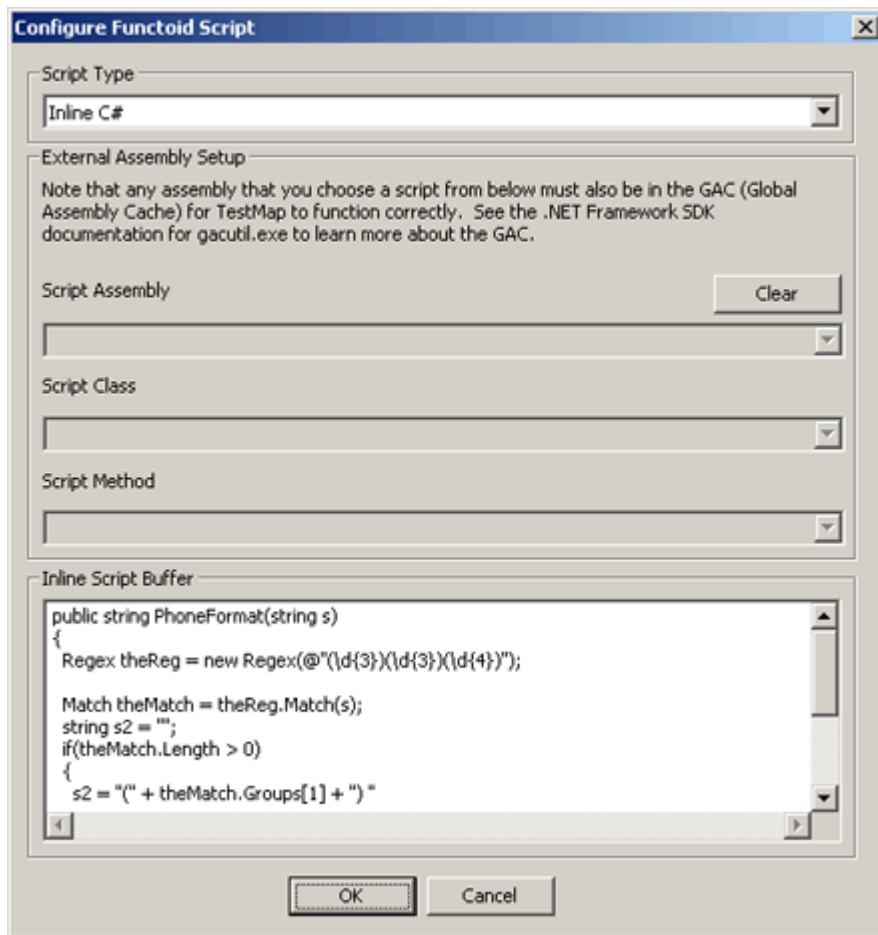 Configure Functoid Script
Script Type
Inline C#
External Assembly Setup
Note that any assembly that you choose a script from below must also be in the GAC (Global
Assembly Cache) for TestMap to function correctly.  See the .NET Framework SDK
documentation for gacutil.exe to learn more about the GAC.
Script Assembly
Clear
Script Class
Script Method
Inline Script Buffer
public string PhoneFormat(string s)
{
Regex theReg = new Regex(@"(\d{3})(\d{3})(\d{4})");
Match theMatch = theReg.Match(s);
string s2 = "";
if(theMatch.Length > 0)
{
s2 = "(" + theMatch.Groups[1] + ") "
OK
Cancel